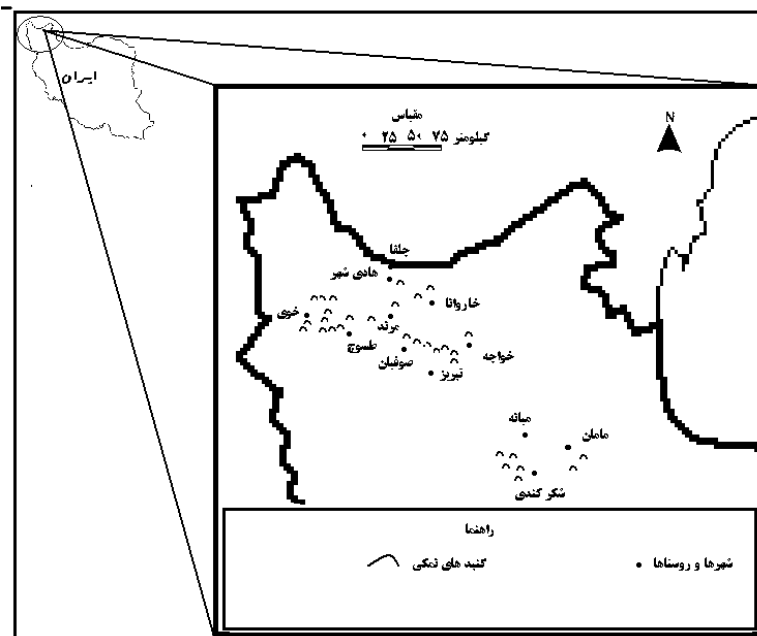 ایران
مقیاس
۰ ۲۵ ۵۰ ۷۵ کیلومتر
N
جلفا
هادی شهر
خاروانا
خوی
مرند
طسوج
صوفیان
خواجه
تبریز
میانه
مامان
شکر کندی
راهنما
شهرها و روستاها
گنبد های نمکی